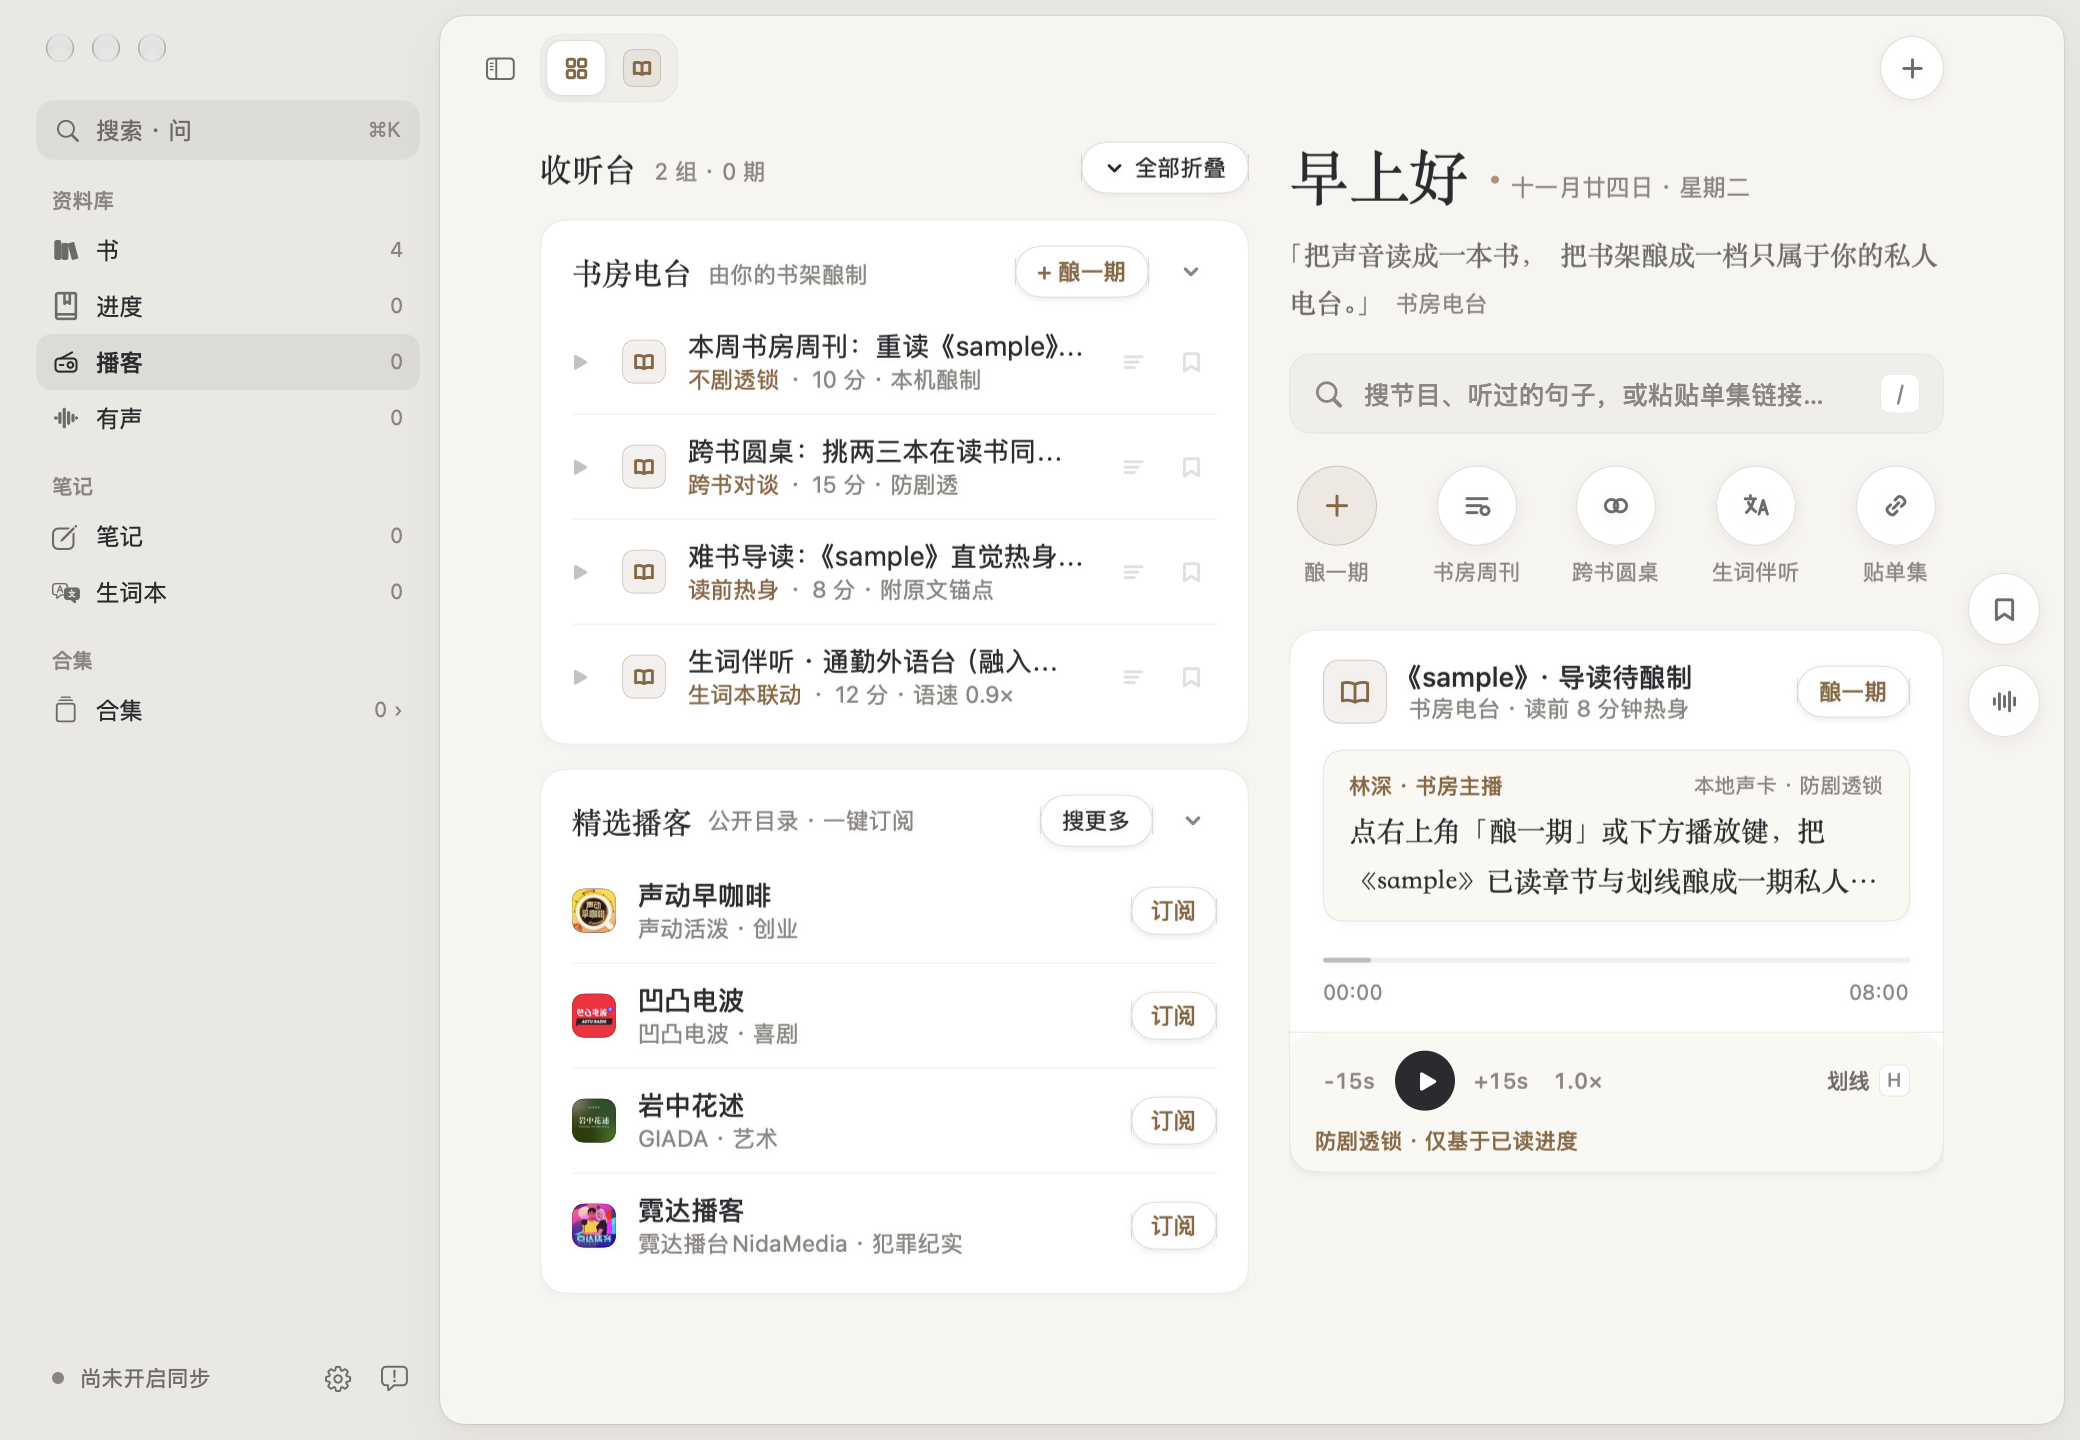 搜索 · 问 ⌘K
资料库
书 4
进度 0
播客 0
有声 0
笔记
笔记 0
生词本 0
合集
合集 0 ›
尚未开启同步
收听台 2 组 · 0 期 全部折叠
书房电台 由你的书架酿制 + 酿一期
本周书房周刊：重读《sample》…
不剧透锁 · 10 分 · 本机酿制
跨书圆桌：挑两三本在读书同…
跨书对谈 · 15 分 · 防剧透
难书导读：《sample》直觉热身…
读前热身 · 8 分 · 附原文锚点
生词伴听 · 通勤外语台（融入…
生词本联动 · 12 分 · 语速 0.9×
精选播客 公开目录 · 一键订阅 搜更多
声动早咖啡
声动活泼 · 创业
订阅
凹凸电波
凹凸电波 · 喜剧
订阅
岩中花述
GIADA · 艺术
订阅
霓达播客
霓达播台NidaMedia · 犯罪纪实
订阅
早上好 · 十一月廿四日 · 星期二
「把声音读成一本书， 把书架酿成一档只属于你的私人
电台。」 书房电台
搜节目、听过的句子，或粘贴单集链接… /
酿一期 书房周刊 跨书圆桌 生词伴听 贴单集
《sample》· 导读待酿制
书房电台 · 读前 8 分钟热身
酿一期
林深 · 书房主播 本地声卡 · 防剧透锁
点右上角「酿一期」或下方播放键，把
《sample》已读章节与划线酿成一期私人…
00:00 08:00
-15s +15s 1.0× 划线 H
防剧透锁 · 仅基于已读进度